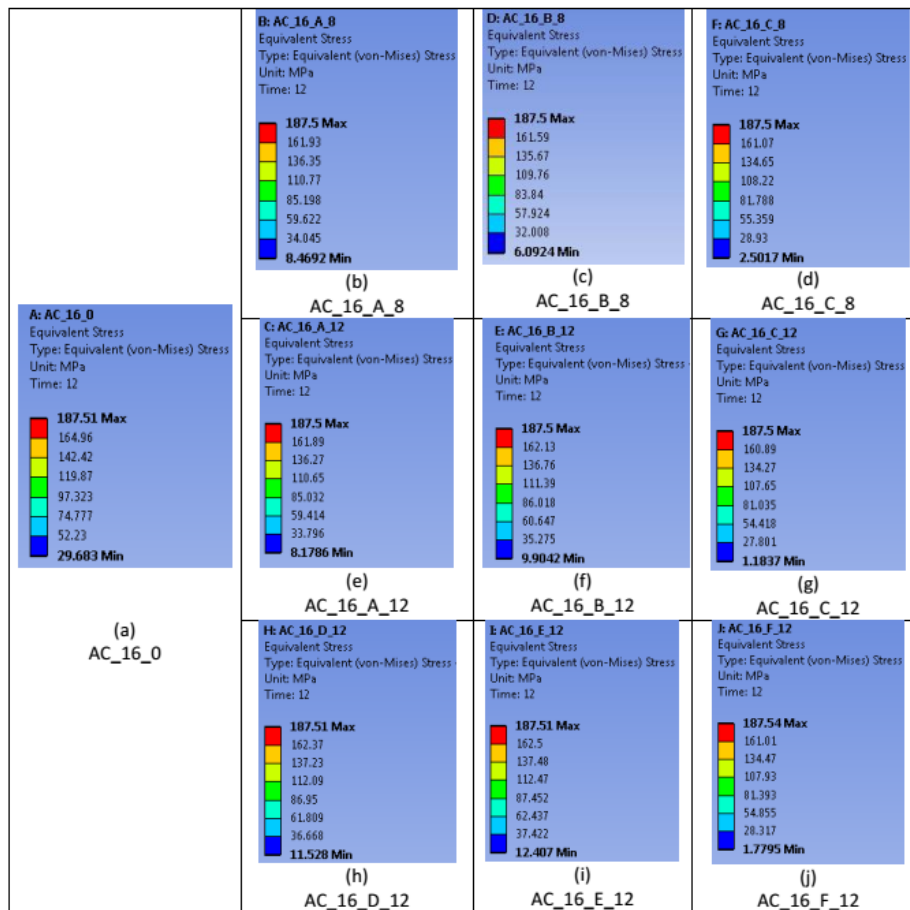 B: AC_16_A_8
Equivalent Stress
Type: Equivalent (von-Mises) Stress
Unit: MPa
Time: 12
187.5 Max
161.93
136.35
110.77
85.198
59.622
34.045
8.4692 Min
(b)
AC_16_A_8
D: AC_16_B_8
Equivalent Stress
Type: Equivalent (von-Mises) Stress
Unit: MPa
Time: 12
187.5 Max
161.59
135.67
109.76
83.84
57.924
32.008
6.0924 Min
(c)
AC_16_B_8
F: AC_16_C_8
Equivalent Stress
Type: Equivalent (von-Mises) Stress
Unit: MPa
Time: 12
187.5 Max
161.07
134.65
108.22
81.788
55.359
28.93
2.5017 Min
(d)
AC_16_C_8
A: AC_16_0
Equivalent Stress
Type: Equivalent (von-Mises) Stress
Unit: MPa
Time: 12
187.51 Max
164.96
142.42
119.87
97.323
74.777
52.23
29.683 Min
(a)
AC_16_0
C: AC_16_A_12
Equivalent Stress
Type: Equivalent (von-Mises) Stress
Unit: MPa
Time: 12
187.5 Max
161.89
136.27
110.65
85.032
59.414
33.796
8.1786 Min
(e)
AC_16_A_12
E: AC_16_B_12
Equivalent Stress
Type: Equivalent (von-Mises) Stress
Unit: MPa
Time: 12
187.5 Max
162.13
136.76
111.39
86.018
60.647
35.275
9.9042 Min
(f)
AC_16_B_12
G: AC_16_C_12
Equivalent Stress
Type: Equivalent (von-Mises) Stress
Unit: MPa
Time: 12
187.5 Max
160.89
134.27
107.65
81.035
54.418
27.801
1.1837 Min
(g)
AC_16_C_12
H: AC_16_D_12
Equivalent Stress
Type: Equivalent (von-Mises) Stress
Unit: MPa
Time: 12
187.51 Max
162.37
137.23
112.09
86.95
61.809
36.668
11.528 Min
(h)
AC_16_D_12
I: AC_16_E_12
Equivalent Stress
Type: Equivalent (von-Mises) Stress
Unit: MPa
Time: 12
187.51 Max
162.5
137.48
112.47
87.452
62.437
37.422
12.407 Min
(i)
AC_16_E_12
J: AC_16_F_12
Equivalent Stress
Type: Equivalent (von-Mises) Stress
Unit: MPa
Time: 12
187.54 Max
161.01
134.47
107.93
81.393
54.855
28.317
1.7795 Min
(j)
AC_16_F_12